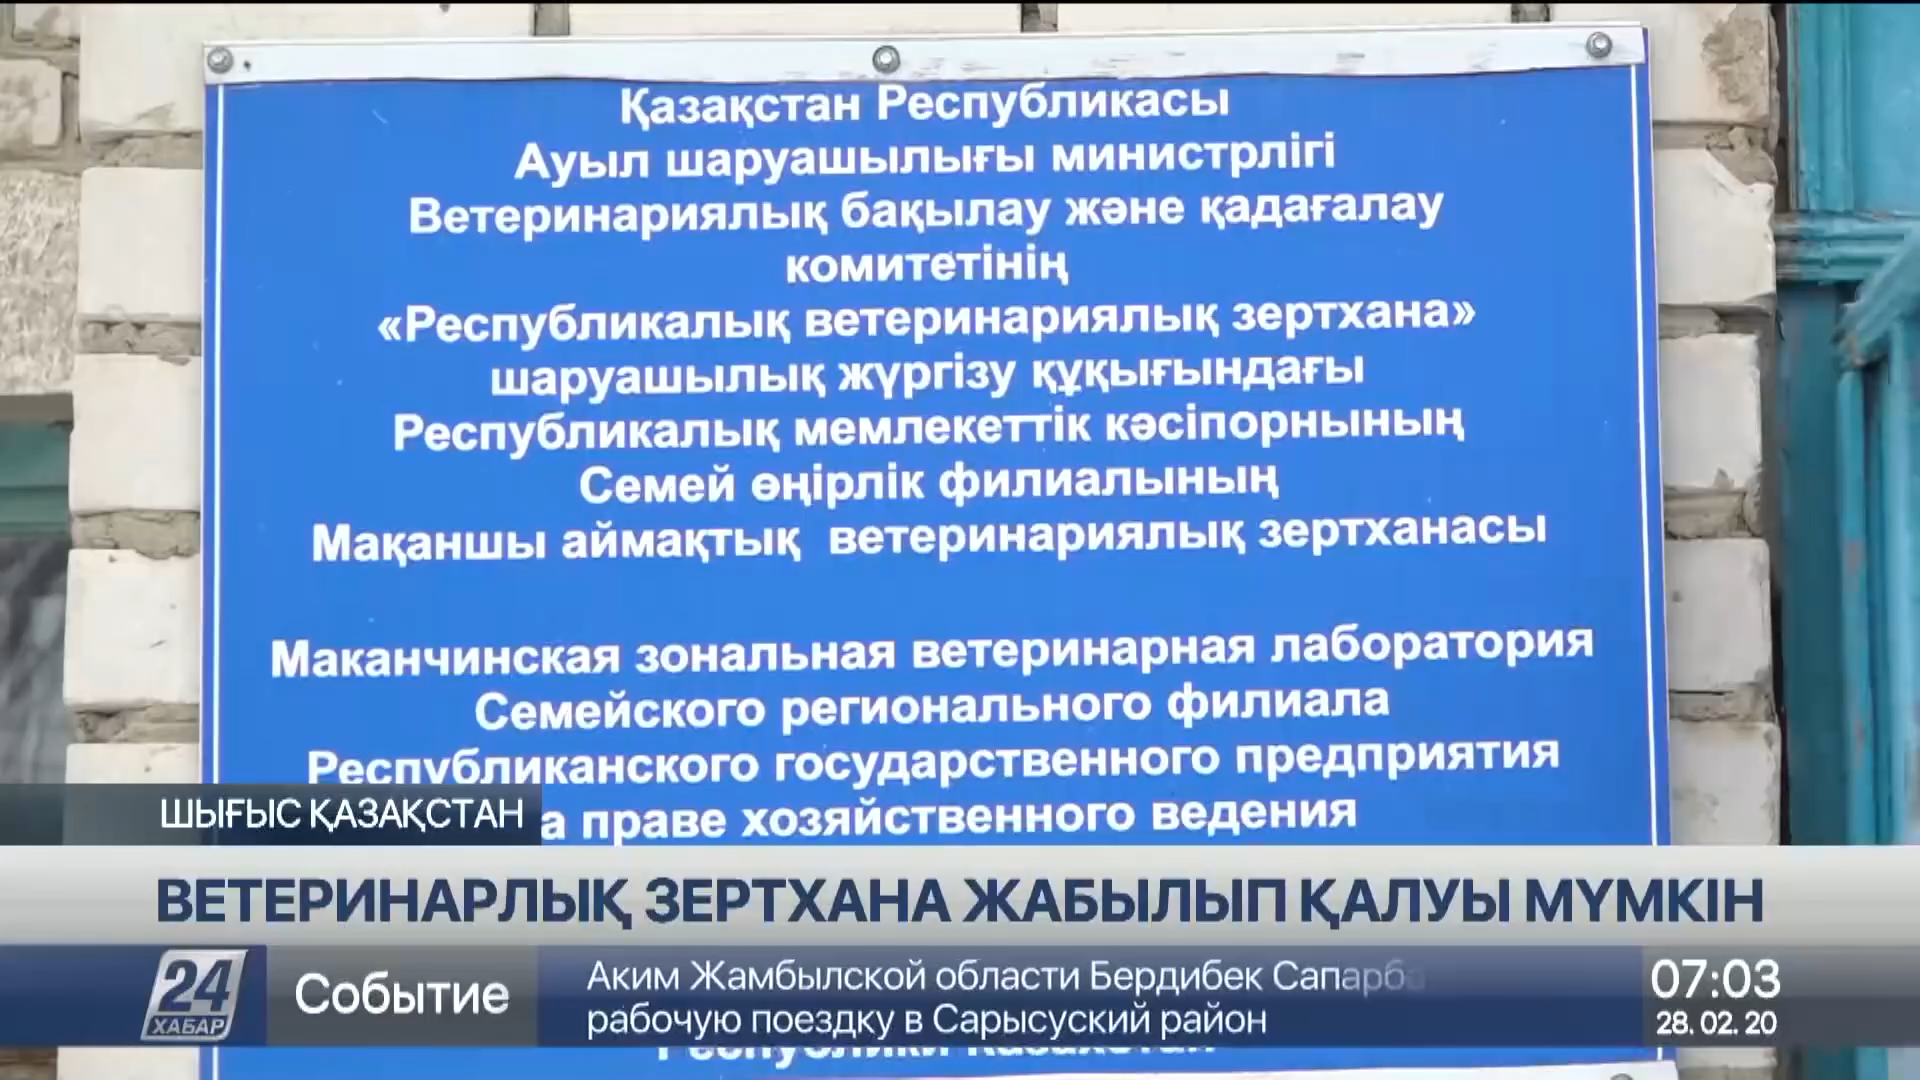 Қазақстан Республикасы
Ауыл шаруашылығы министрлігі
Ветеринариялық бақылау және қадағалау
комитетінің
«Республикалық ветеринариялық зертхана»
шаруашылық жүргізу құқығындағы
Республикалық мемлекеттік кәсіпорнының
Семей өңірлік филиалының
Мақаншы аймақтық ветеринариялық зертханасы
Маканчинская зональная ветеринарная лаборатория
Семейского регионального филиала
Республиканского государственного предприятия
а праве хозяйственного ведения
ШЫҒЫС ҚАЗАҚСТАН
ВЕТЕРИНАРЛЫҚ ЗЕРТХАНА ЖАБЫЛЫП ҚАЛУЫ МҮМКІН
24
ХАБАР
Событие
Аким Жамбылской области Бердибек Сапарб
рабочую поездку в Сарысуский район
07:03
28. 02. 20